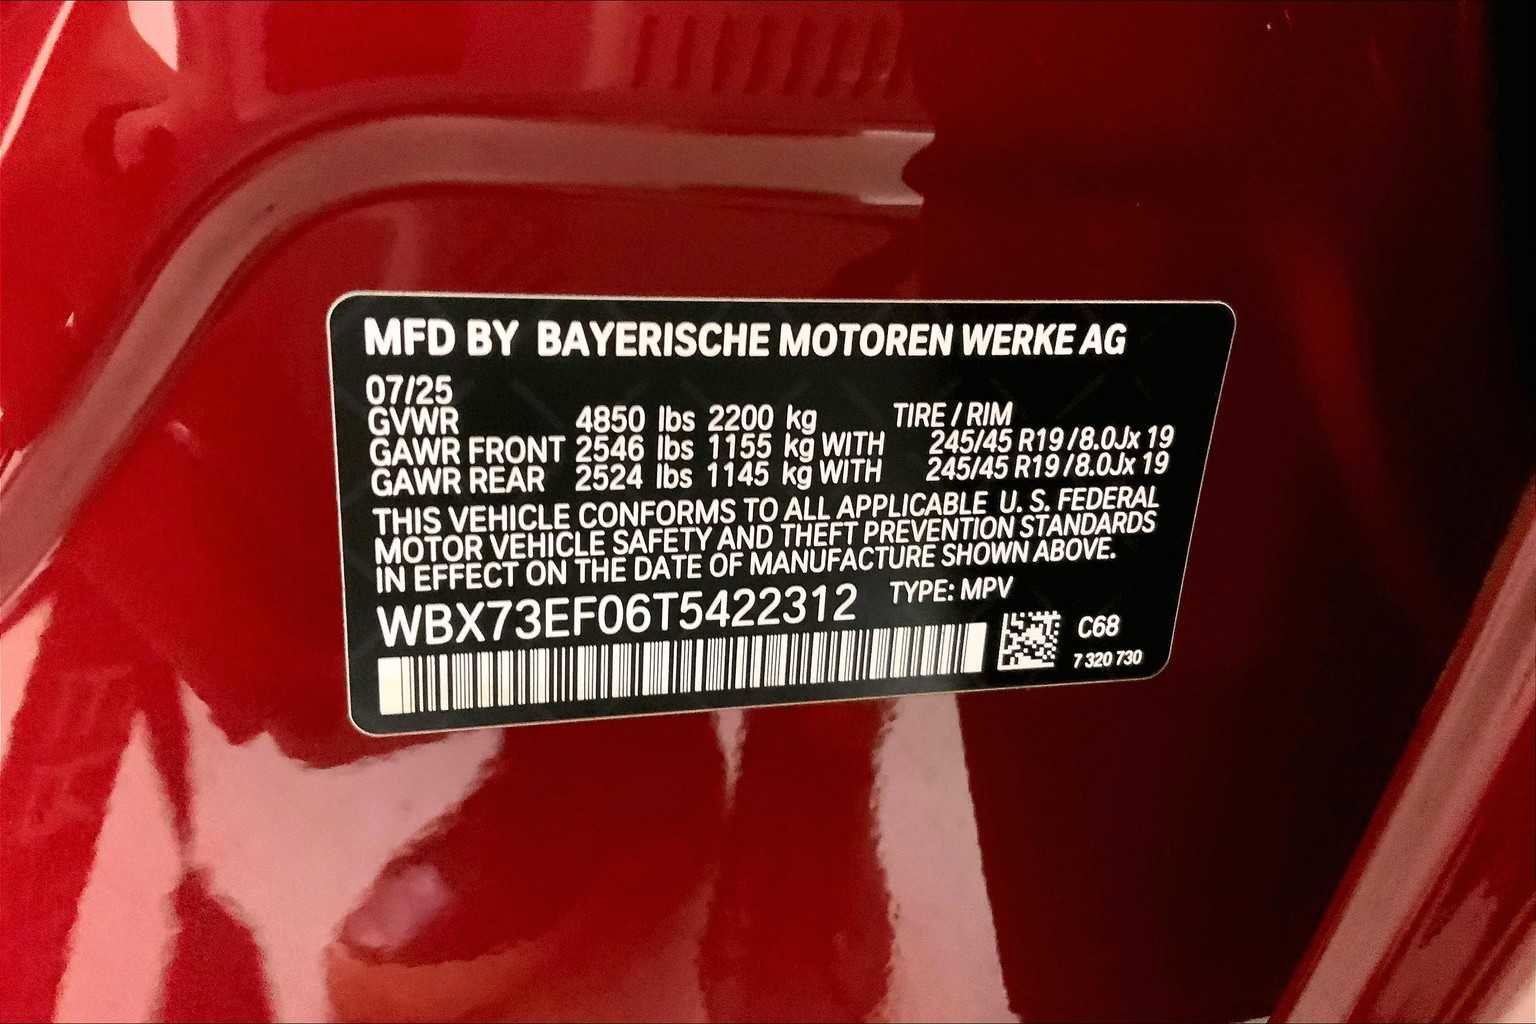 MFD BY BAYERISCHE MOTOREN WERKE AG
07/25
GVWR 4850 lbs 2200 kg TIRE / RIM
GAWR FRONT 2546 lbs 1155 kg WITH 245/45 R19 / 8.0Jx 19
GAWR REAR 2524 lbs 1145 kg WITH 245/45 R19 / 8.0Jx 19
THIS VEHICLE CONFORMS TO ALL APPLICABLE U. S. FEDERAL
MOTOR VEHICLE SAFETY AND THEFT PREVENTION STANDARDS
IN EFFECT ON THE DATE OF MANUFACTURE SHOWN ABOVE.
WBX73EF06T5422312 TYPE: MPV
C68
7 320 730